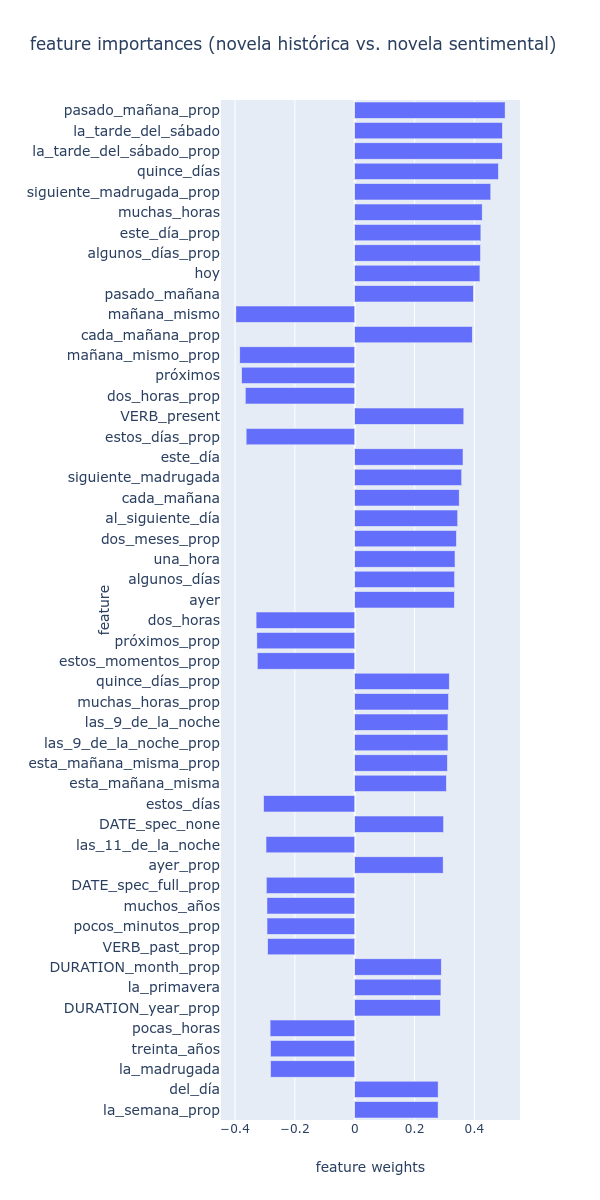 feature importances (novela histórica vs. novela sentimental)
pasado_mañana_prop
la_tarde_del_sábado
la_tarde_del_sábado_prop
quince_días
siguiente_madrugada_prop
muchas_horas
este_día_prop
algunos_días_prop
hoy
pasado_mañana
mañana_mismo
cada_mañana_prop
mañana_mismo_prop
próximos
dos_horas_prop
VERB_present
estos_días_prop
este_día
siguiente_madrugada
cada_mañana
al_siguiente_día
dos_meses_prop
una_hora
algunos_días
ayer
feature
dos_horas
próximos_prop
estos_momentos_prop
quince_días_prop
muchas_horas_prop
las_9_de_la_noche
las_9_de_la_noche_prop
esta_mañana_misma_prop
esta_mañana_misma
estos_días
DATE_spec_none
las_11_de_la_noche
ayer_prop
DATE_spec_full_prop
muchos_años
pocos_minutos_prop
VERB_past_prop
DURATION_month_prop
la_primavera
DURATION_year_prop
pocas_horas
treinta_años
la_madrugada
del_día
la_semana_prop
−0.4 −0.2 0 0.2 0.4
feature weights